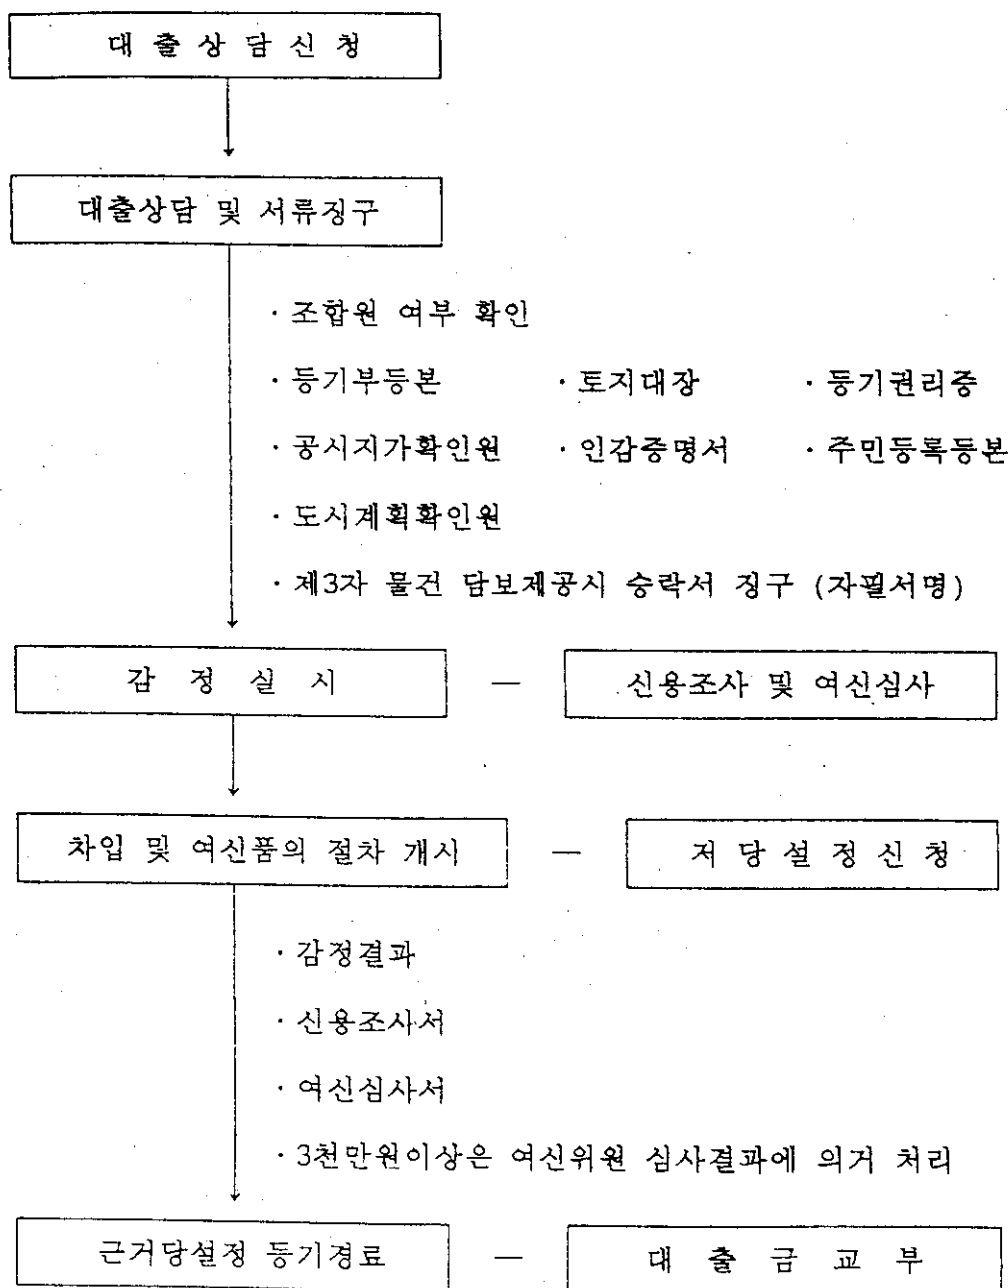 대 출 상 담 신 청
대출상담 및 서류징구
· 조합원 여부 확인
· 등기부등본 · 토지대장 · 등기권리증
· 공시지가확인원 · 인감증명서 · 주민등록등본
· 도시계획확인원
· 제3자 물건 담보제공시 승락서 징구 (자필서명)
감 정 실 시 — 신용조사 및 여신심사
차입 및 여신품의 절차 개시 — 저 당 설 정 신 청
· 감정결과
· 신용조사서
· 여신심사서
· 3천만원이상은 여신위원 심사결과에 의거 처리
근거당설정 등기경료 — 대 출 금 교 부